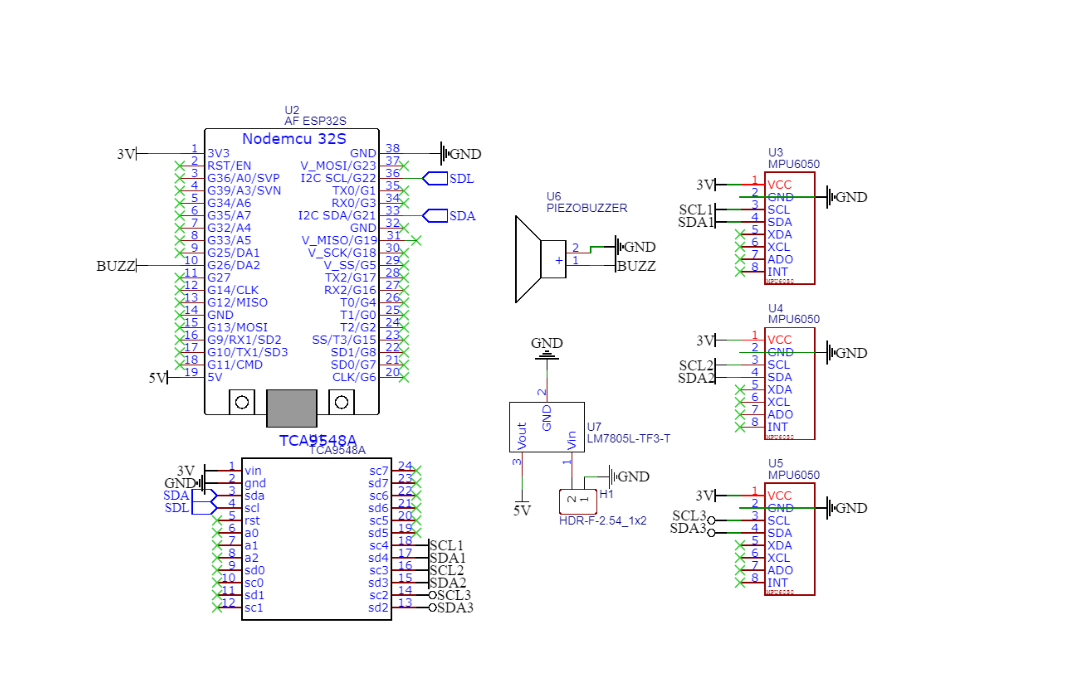 U2
AF ESP32S
Nodemcu 32S
3V 1 3V3 GND 38 GND
2 RST/EN V_MOSI/G23 37
3 G36/A0/SVP I2C SCL/G22 36 SDL
4 G39/A3/SVN TX0/G1 35
5 G34/A6 RX0/G3 34
6 G35/A7 I2C SDA/G21 33 SDA
7 G32/A4 GND 32
8 G33/A5 V_MISO/G19 31
9 G25/DA1 V_SCK/G18 30
BUZZ 10 G26/DA2 V_SS/G5 29
11 G27 TX2/G17 28
12 G14/CLK RX2/G16 27
13 G12/MISO T0/G4 26
14 GND T1/G0 25
15 G13/MOSI T2/G2 24
16 G9/RX1/SD2 SS/T3/G15 23
17 G10/TX1/SD3 SD1/G8 22
18 G11/CMD SD0/G7 21
5V 19 5V CLK/G6 20
TCA9548A
TCA9548A
3V 1 vin sc7 24
GND 2 gnd sd7 23
SDA 3 sda sc6 22
SDL 4 scl sd6 21
5 rst sc5 20
6 a0 sd5 19
7 a1 sc4 18 SCL1
8 a2 sd4 17 SDA1
9 sd0 sc3 16 SCL2
10 sc0 sd3 15 SDA2
11 sd1 sc2 14 SCL3
12 sc1 sd2 13 SDA3
U6
PIEZOBUZZER
2 GND
+ 1 BUZZ
GND
2
GND
Vout Vin
U7
LM7805L-TF3-T
3 1
5V
GND
2 1 H1
HDR-F-2.54_1x2
U3
MPU6050
3V 1 VCC
2 GND GND
SCL1 3 SCL
SDA1 4 SDA
5 XDA
6 XCL
7 ADO
8 INT
MPU6050
U4
MPU6050
3V 1 VCC
2 GND GND
SCL2 3 SCL
SDA2 4 SDA
5 XDA
6 XCL
7 ADO
8 INT
MPU6050
U5
MPU6050
3V 1 VCC
2 GND GND
SCL3 3 SCL
SDA3 4 SDA
5 XDA
6 XCL
7 ADO
8 INT
MPU6050